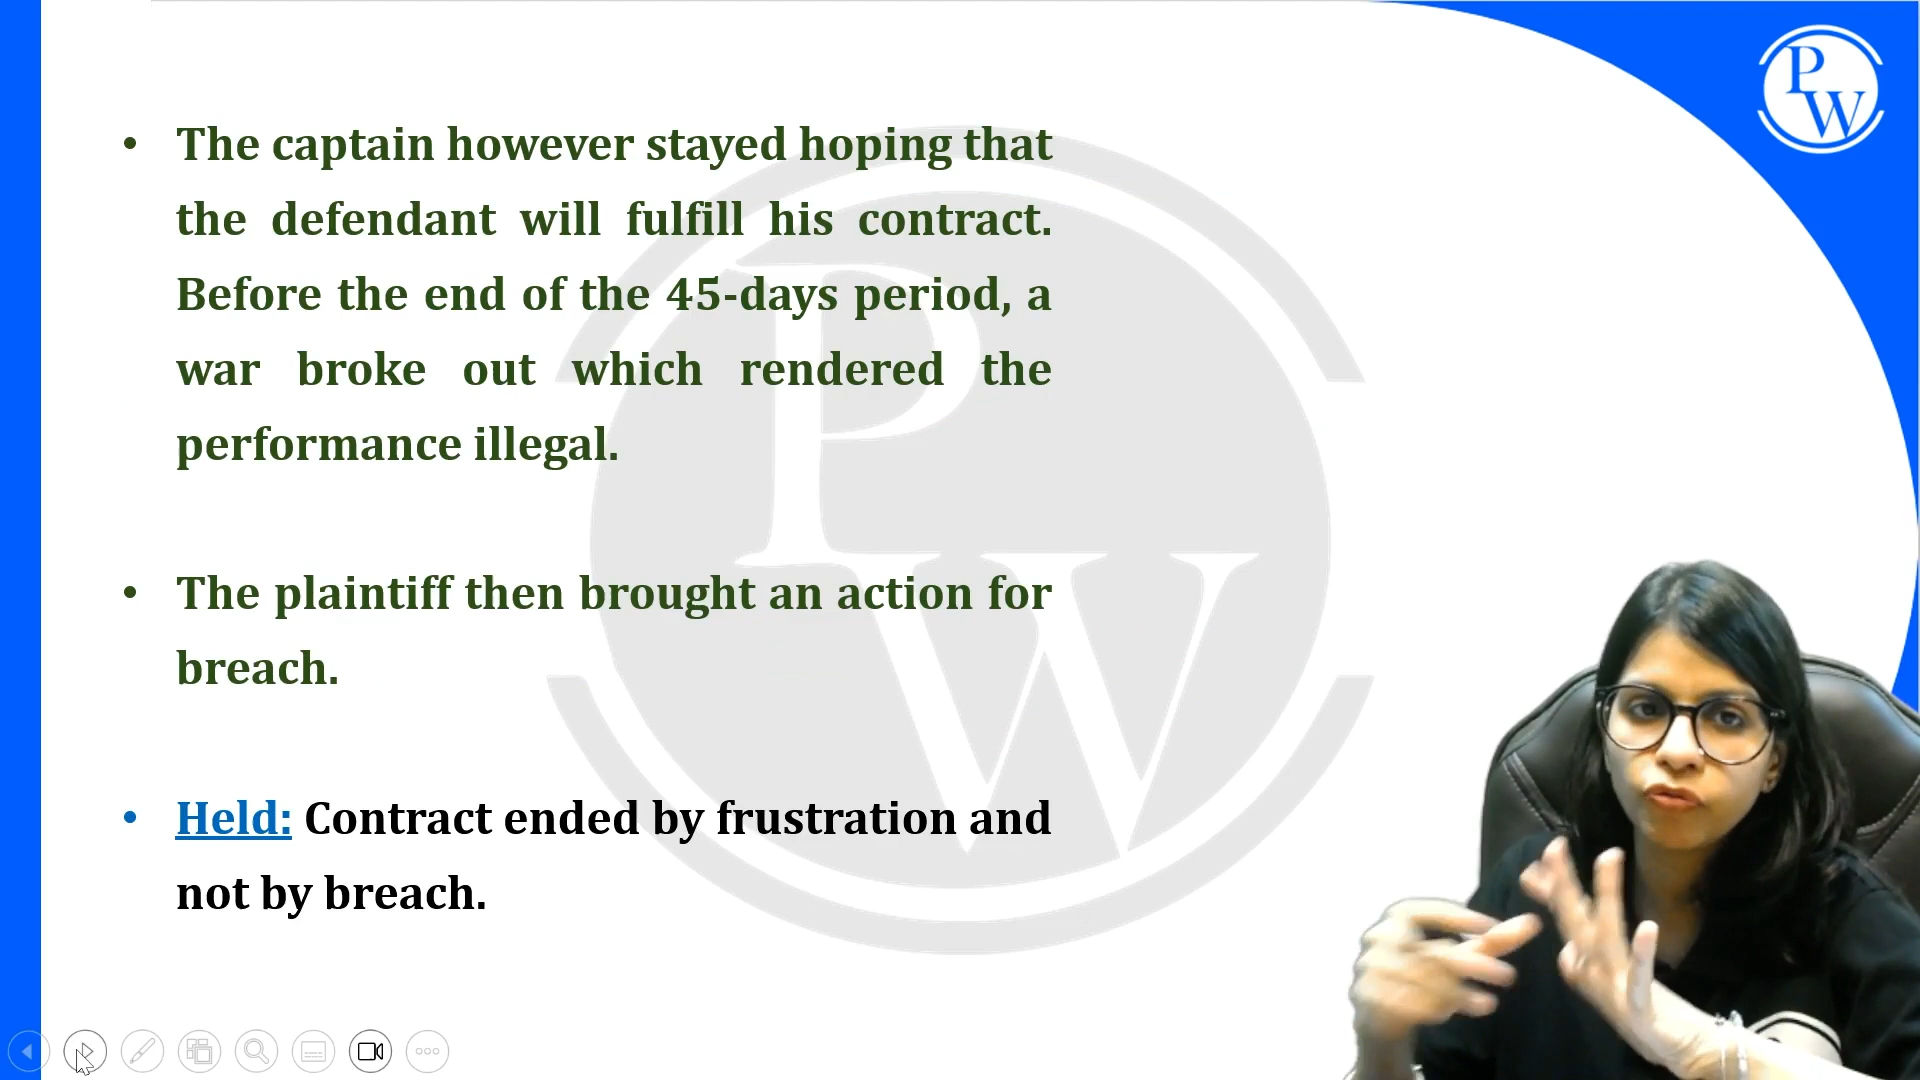 PW
The captain however stayed hoping that
the defendant will fulfill his contract.
Before the end of the 45-days period, a
war broke out which rendered the
performance illegal.
The plaintiff then brought an action for
breach.
Held: Contract ended by frustration and
not by breach.
PW